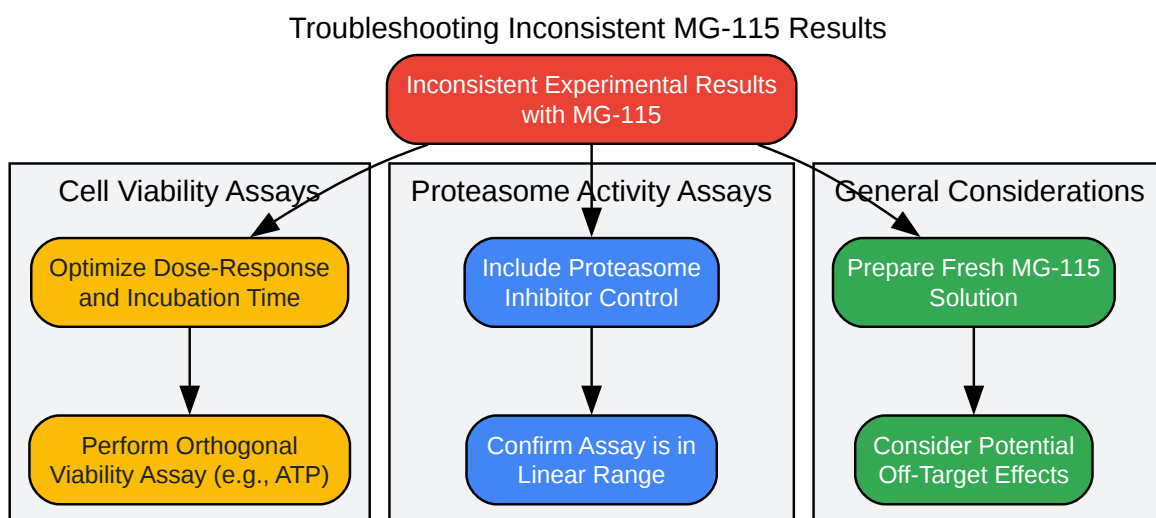 Troubleshooting Inconsistent MG-115 Results
Inconsistent Experimental Results
with MG-115
Cell Viability Assays
Optimize Dose-Response
and Incubation Time
Perform Orthogonal
Viability Assay (e.g., ATP)
Proteasome Activity Assays
Include Proteasome
Inhibitor Control
Confirm Assay is in
Linear Range
General Considerations
Prepare Fresh MG-115
Solution
Consider Potential
Off-Target Effects